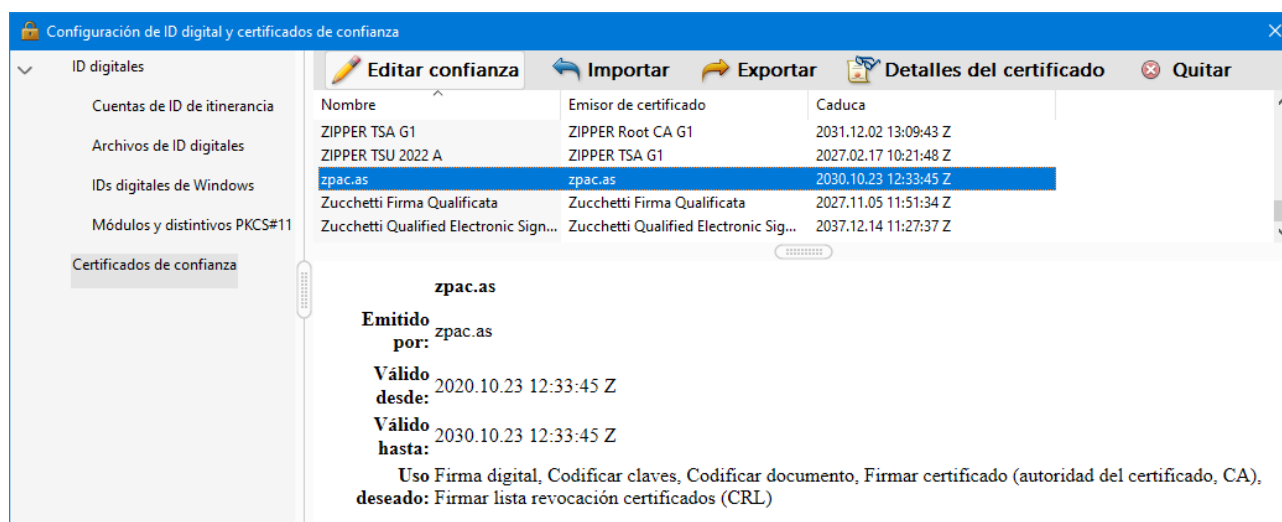 Configuración de ID digital y certificados de confianza
ID digitales
Cuentas de ID de itinerancia
Archivos de ID digitales
IDs digitales de Windows
Módulos y distintivos PKCS#11
Certificados de confianza
Editar confianza Importar Exportar Detalles del certificado Quitar
Nombre Emisor de certificado Caduca
ZIPPER TSA G1 ZIPPER Root CA G1 2031.12.02 13:09:43 Z
ZIPPER TSU 2022 A ZIPPER TSA G1 2027.02.17 10:21:48 Z
zpac.as zpac.as 2030.10.23 12:33:45 Z
Zucchetti Firma Qualificata Zucchetti Firma Qualificata 2027.11.05 11:51:34 Z
Zucchetti Qualified Electronic Sign... Zucchetti Qualified Electronic Sig... 2037.12.14 11:27:37 Z
zpac.as
Emitido
por: zpac.as
Válido
desde: 2020.10.23 12:33:45 Z
Válido
hasta: 2030.10.23 12:33:45 Z
Uso Firma digital, Codificar claves, Codificar documento, Firmar certificado (autoridad del certificado, CA),
deseado: Firmar lista revocación certificados (CRL)